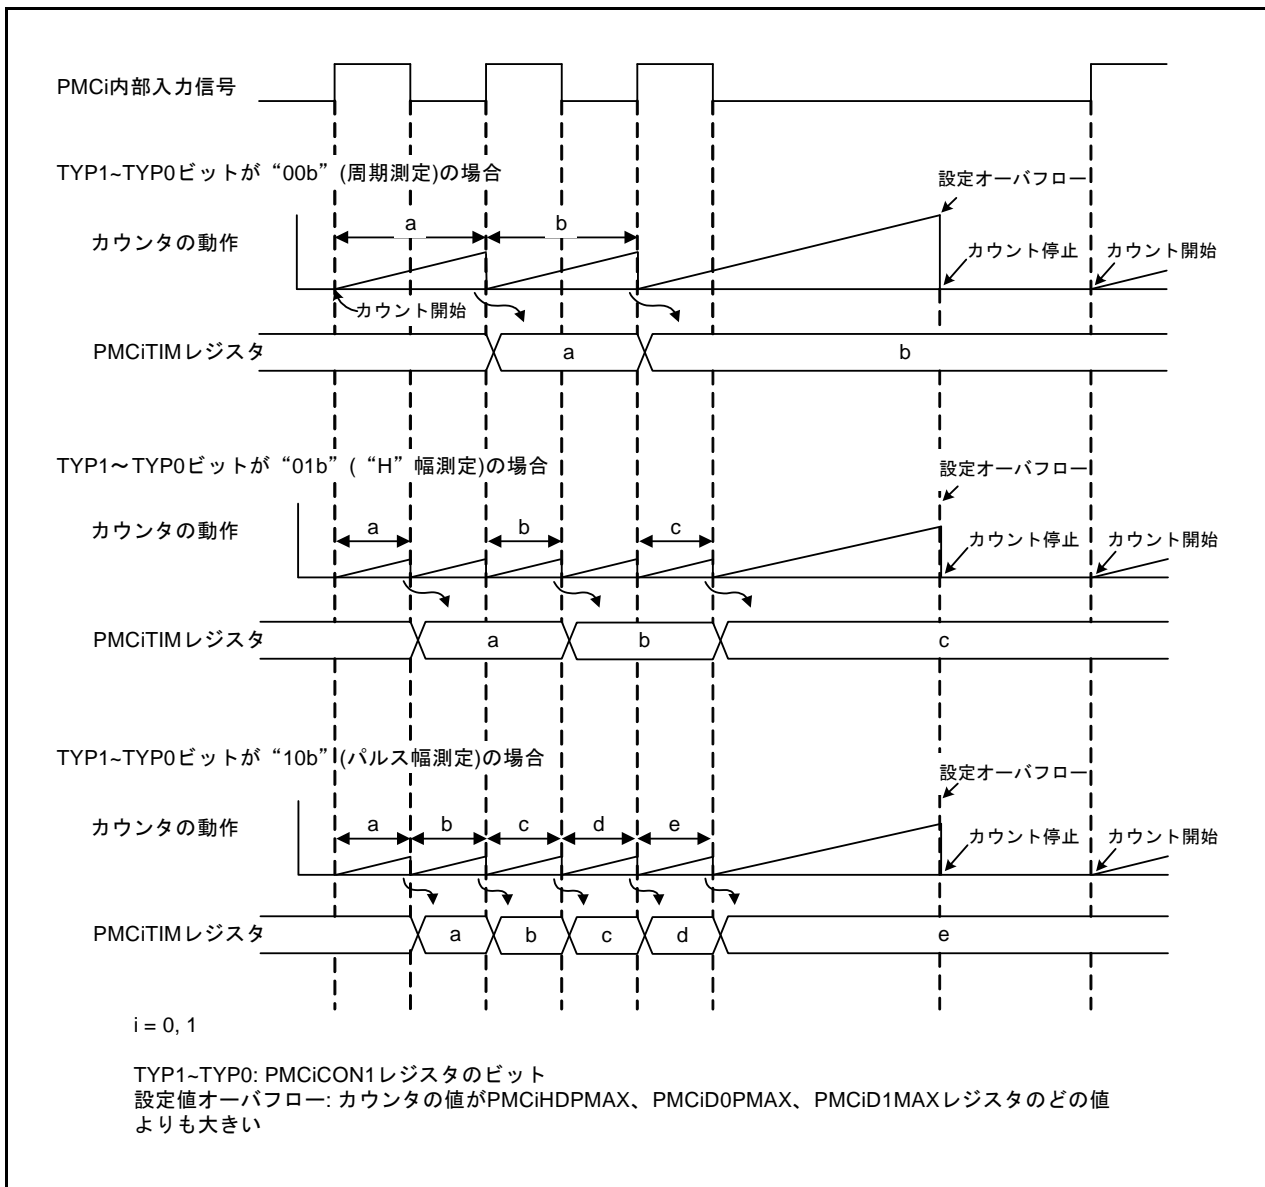 PMCi内部入力信号
TYP1~TYP0ビットが“00b”(周期測定)の場合
設定オーバフロー
a
b
カウンタの動作
カウント停止
カウント開始
カウント開始
PMCiTIMレジスタ
a
b
TYP1～TYP0ビットが“01b”(“H”幅測定)の場合
設定オーバフロー
カウンタの動作
a
b
c
カウント停止
カウント開始
PMCiTIMレジスタ
a
b
c
TYP1~TYP0ビットが“10b”(パルス幅測定)の場合
設定オーバフロー
カウンタの動作
a
b
c
d
e
カウント停止
カウント開始
PMCiTIMレジスタ
a
b
c
d
e
i = 0, 1
TYP1~TYP0: PMCiCON1レジスタのビット
設定値オーバフロー: カウンタの値がPMCiHDPMAX、PMCiD0PMAX、PMCiD1MAXレジスタのどの値
よりも大きい